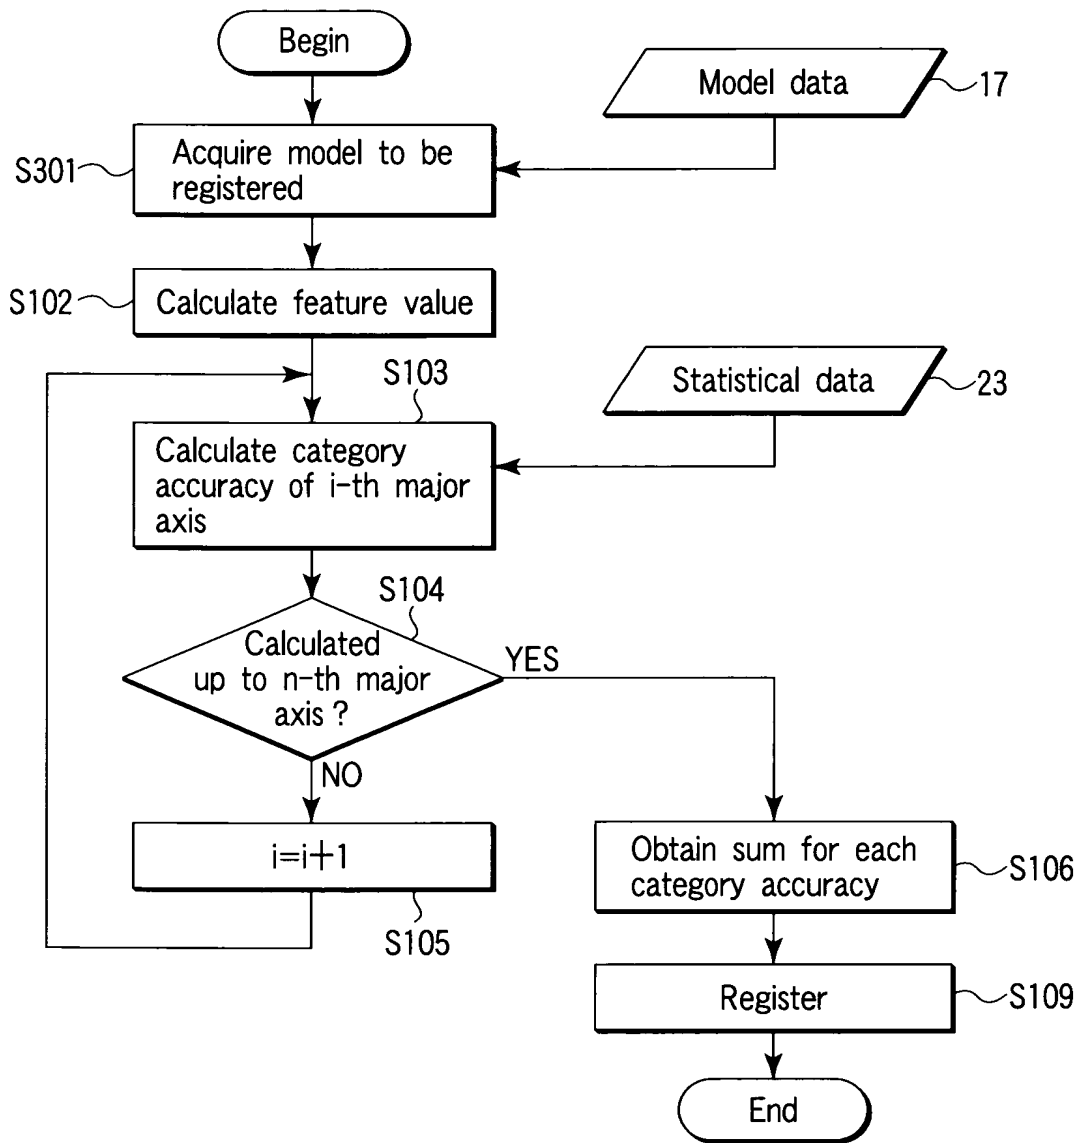 Begin
Model data
17
S301
Acquire model to be
registered
S102
Calculate feature value
S103
Statistical data
23
Calculate category
accuracy of i-th major
axis
S104
Calculated
up to n-th major
axis?
YES
NO
i=i+1
S105
Obtain sum for each
category accuracy
S106
Register
S109
End